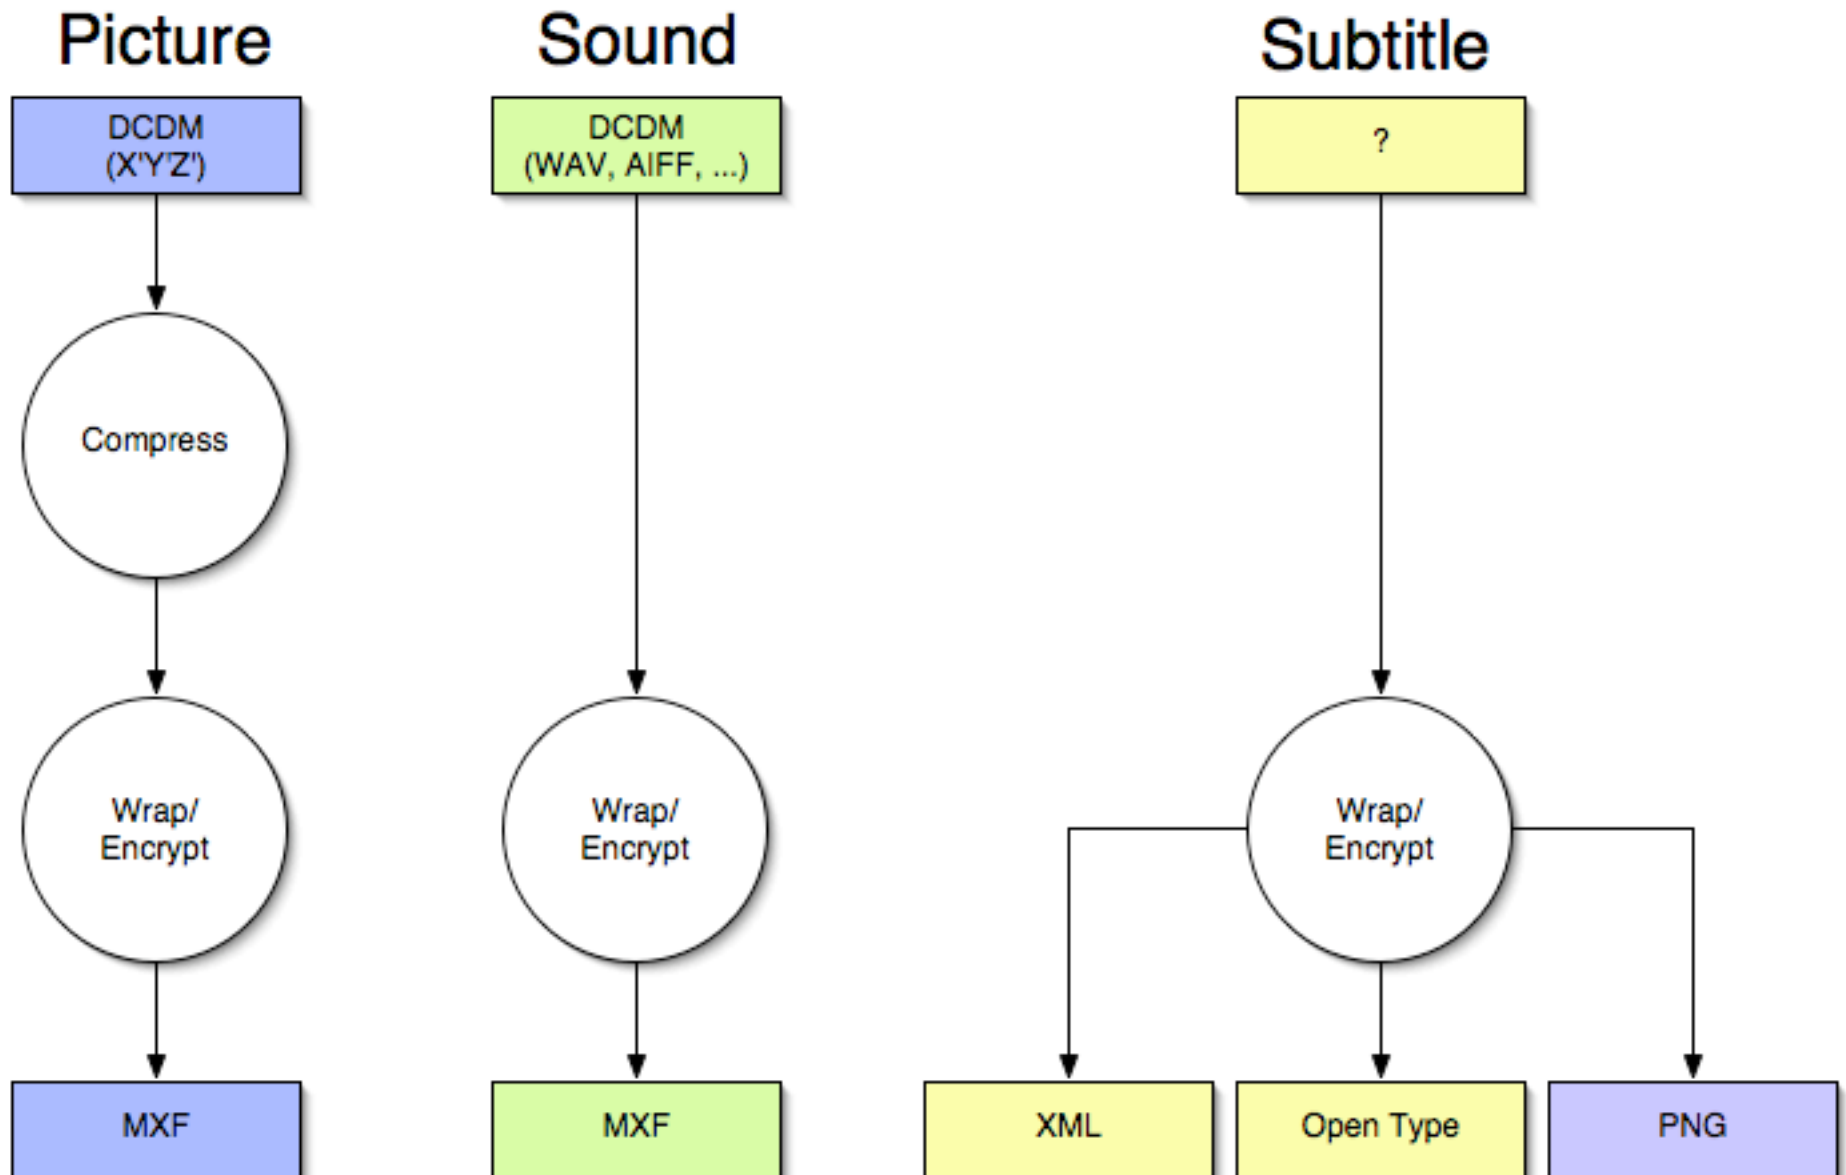 Picture
Sound
Subtitle
DCDM
(X'Y'Z')
DCDM
(WAV, AIFF, ...)
?
Compress
Wrap/
Encrypt
Wrap/
Encrypt
Wrap/
Encrypt
MXF
MXF
XML
Open Type
PNG